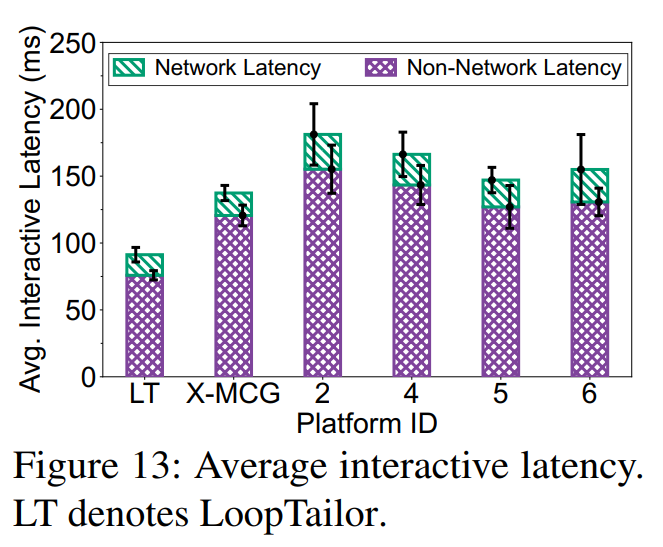 Avg. Interactive Latency (ms)
250
200
150
100
50
0
Network Latency
Non-Network Latency
LT
X-MCG
2
4
5
6
Platform ID
Figure 13: Average interactive latency.
LT denotes LoopTailor.